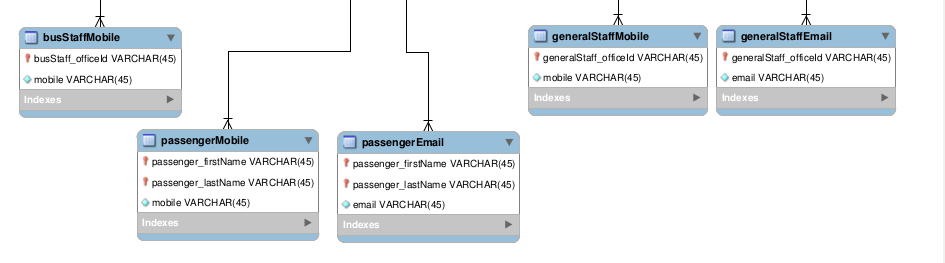 busStaffMobile
busStaff_officeId VARCHAR(45)
mobile VARCHAR(45)
Indexes
passengerMobile
passenger_firstName VARCHAR(45)
passenger_lastName VARCHAR(45)
mobile VARCHAR(45)
Indexes
passengerEmail
passenger_firstName VARCHAR(45)
passenger_lastName VARCHAR(45)
email VARCHAR(45)
Indexes
generalStaffMobile
generalStaff_officeId VARCHAR(45)
mobile VARCHAR(45)
Indexes
generalStaffEmail
generalStaff_officeId VARCHAR(45)
email VARCHAR(45)
Indexes